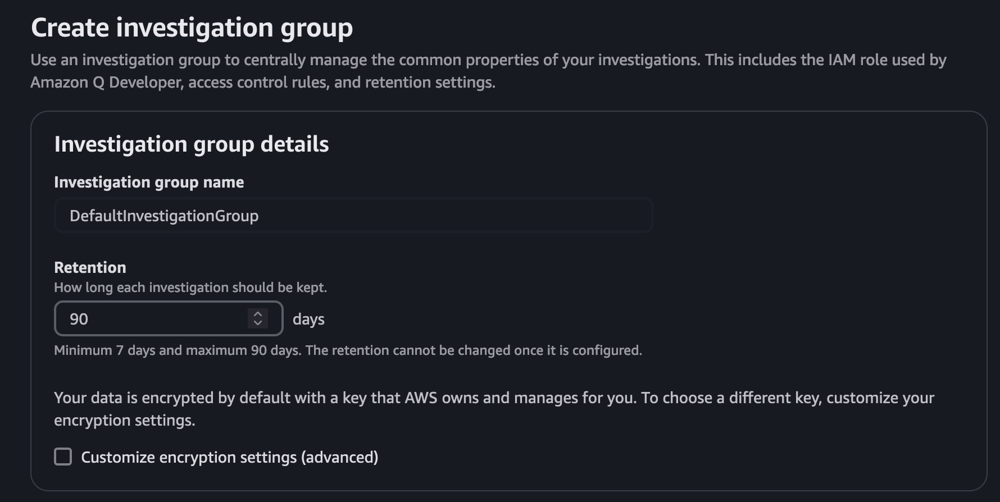 Create investigation group
Use an investigation group to centrally manage the common properties of your investigations. This includes the IAM role used by
Amazon Q Developer, access control rules, and retention settings.
Investigation group details
Investigation group name
DefaultInvestigationGroup
Retention
How long each investigation should be kept.
90 days
Minimum 7 days and maximum 90 days. The retention cannot be changed once it is configured.
Your data is encrypted by default with a key that AWS owns and manages for you. To choose a different key, customize your
encryption settings.
Customize encryption settings (advanced)